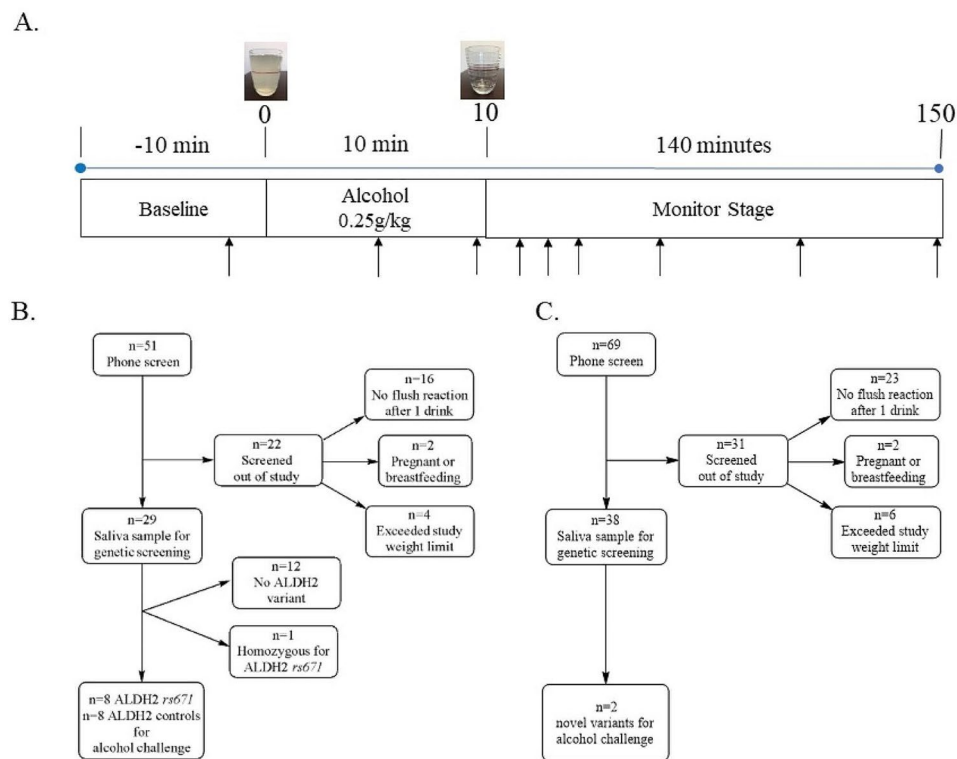 A.
0
10
150
-10 min
10 min
140 minutes
Baseline
Alcohol
0.25g/kg
Monitor Stage
B.
n=51
Phone screen
n=16
No flush reaction
after 1 drink
n=22
Screened
out of study
n=2
Pregnant or
breastfeeding
n=4
Exceeded study
weight limit
n=29
Saliva sample for
genetic screening
n=12
No ALDH2
variant
n=1
Homozygous for
ALDH2 rs671
n=8 ALDH2 rs671
n=8 ALDH2 controls
for
alcohol challenge
C.
n=69
Phone screen
n=23
No flush reaction
after 1 drink
n=31
Screened
out of study
n=2
Pregnant or
breastfeeding
n=6
Exceeded study
weight limit
n=38
Saliva sample for
genetic screening
n=2
novel variants for
alcohol challenge